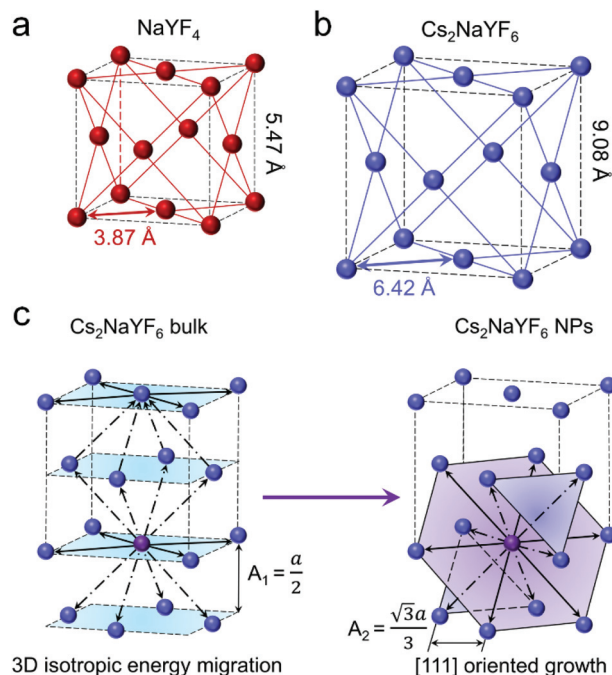 a
NaYF₄
5.47 Å
3.87 Å
b
Cs₂NaYF₆
9.08 Å
6.42 Å
c
Cs₂NaYF₆ bulk
Cs₂NaYF₆ NPs
A₁ = a/2
A₂ = √3a/3
3D isotropic energy migration
[111] oriented growth